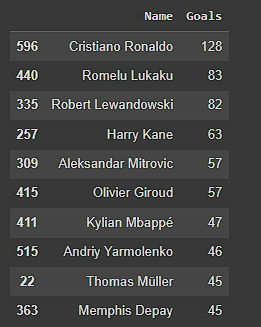 Name Goals
596 Cristiano Ronaldo 128
440 Romelu Lukaku 83
335 Robert Lewandowski 82
257 Harry Kane 63
309 Aleksandar Mitrovic 57
415 Olivier Giroud 57
411 Kylian Mbappé 47
515 Andriy Yarmolenko 46
22 Thomas Müller 45
363 Memphis Depay 45